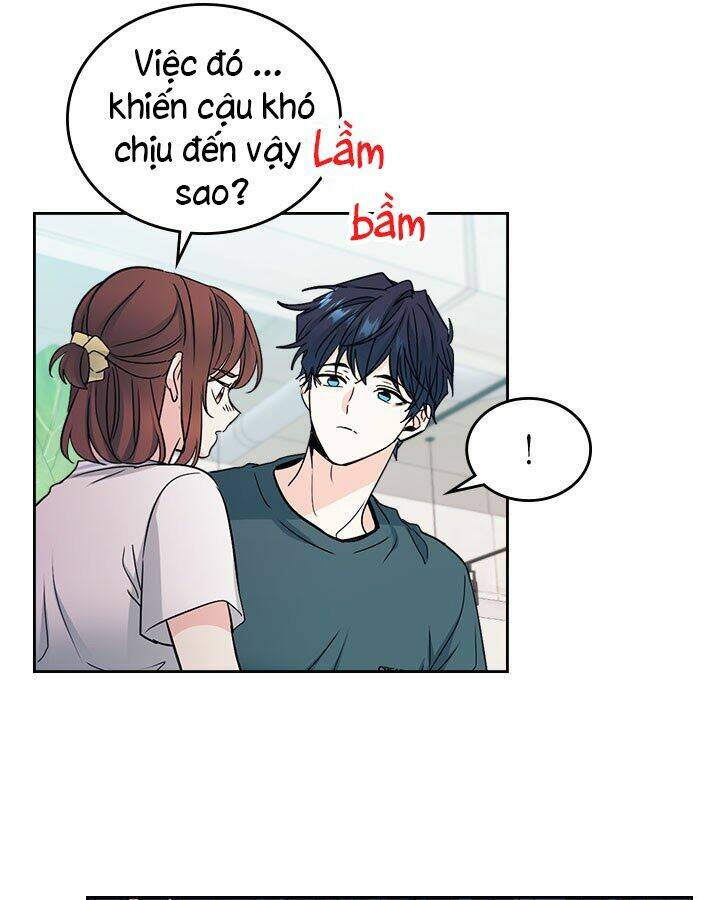 Việc đó ...
khiến cậu khó
chịu đến vậy
sao?
Lầm
bầm
!